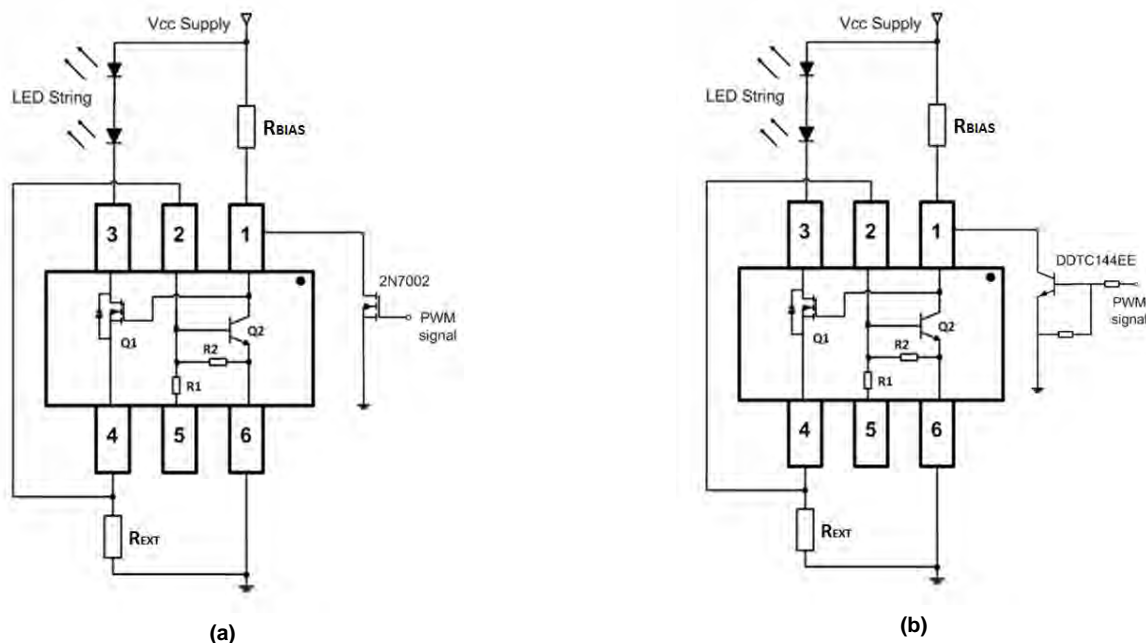 Vcc Supply
LED String
RBIAS
3
2
1
2N7002
Q1
Q2
R2
R1
PWM
signal
4
5
6
REXT
(a)
Vcc Supply
LED String
RBIAS
3
2
1
DDTC144EE
Q1
Q2
R2
R1
PWM
signal
4
5
6
REXT
(b)